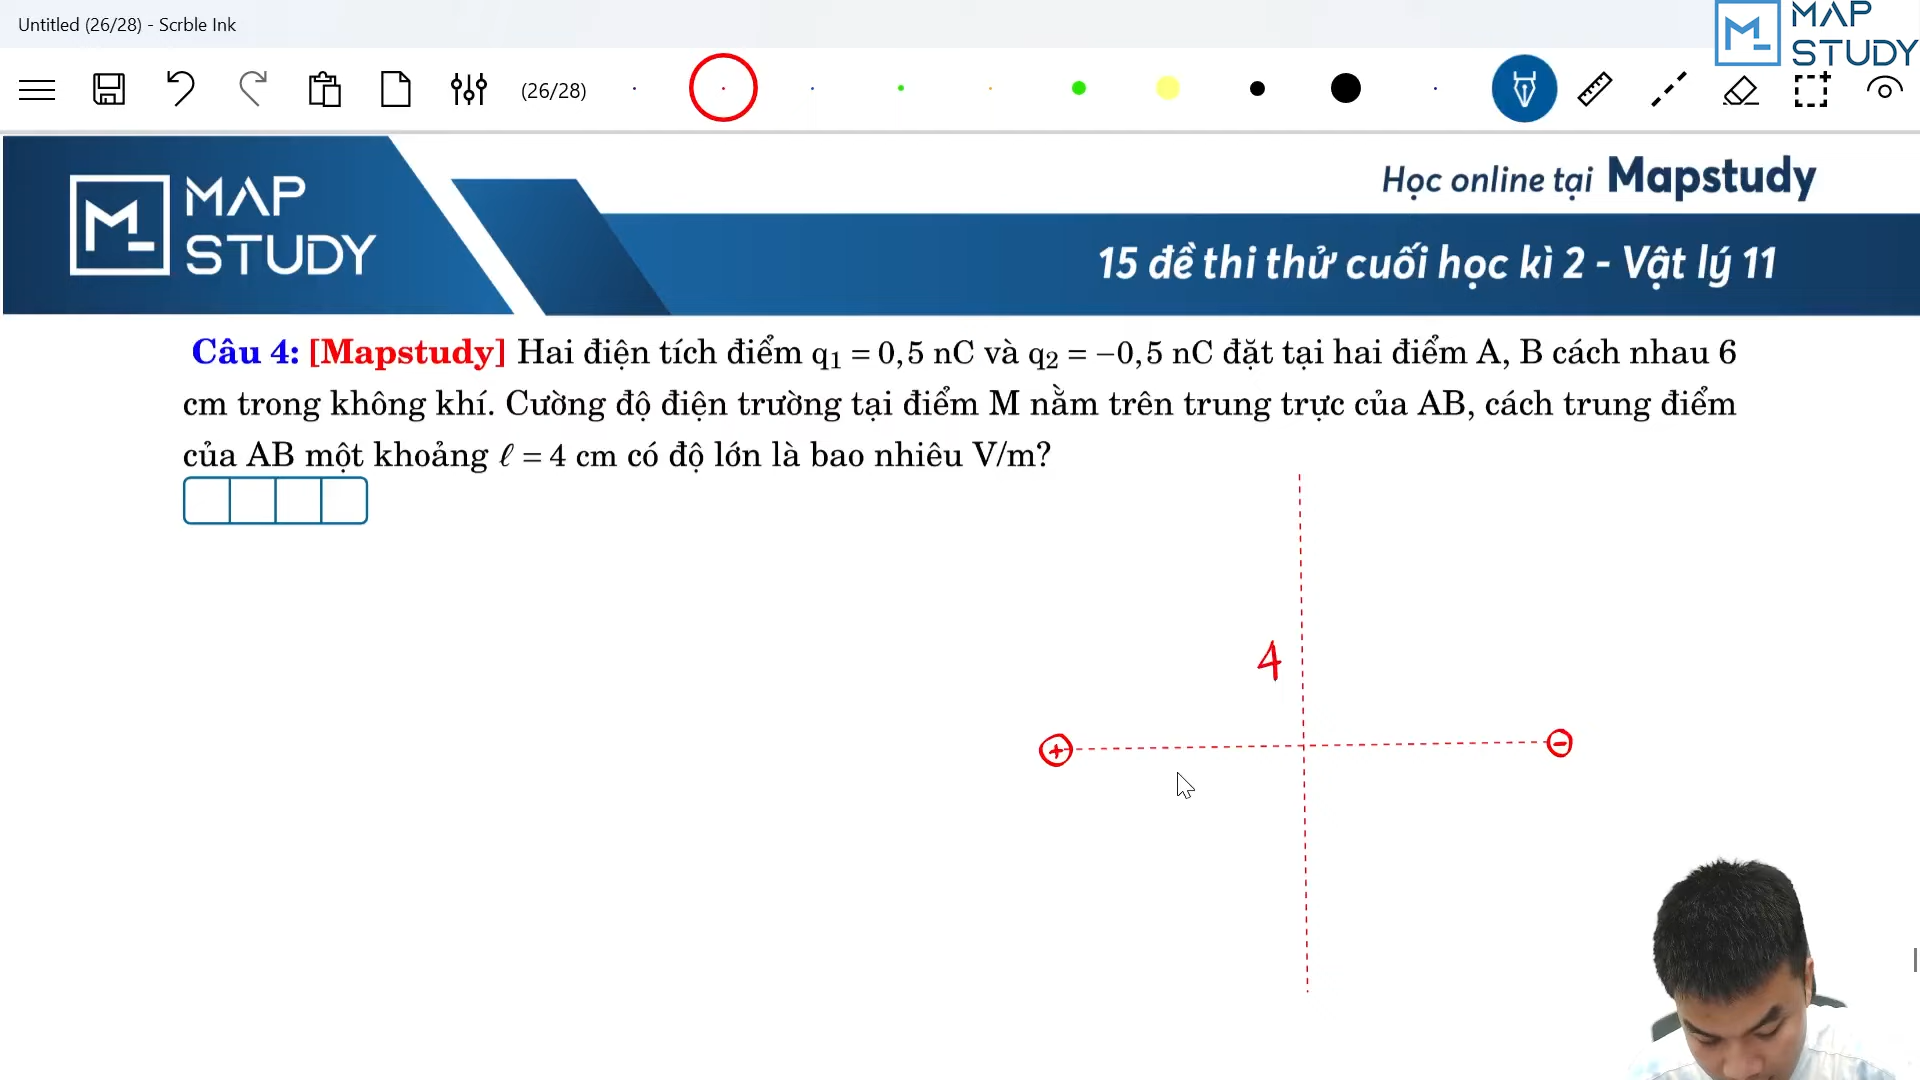 Untitled (26/28) - Scrble Ink
MAP
STUDY
(26/28)
MAP
STUDY
Học online tại Mapstudy
15 đề thi thử cuối học kì 2 - Vật lý 11
Câu 4: [Mapstudy] Hai điện tích điểm q₁ = 0,5 nC và q₂ = −0,5 nC đặt tại hai điểm A, B cách nhau 6
cm trong không khí. Cường độ điện trường tại điểm M nằm trên trung trực của AB, cách trung điểm
của AB một khoảng ℓ = 4 cm có độ lớn là bao nhiêu V/m?
4
+ −